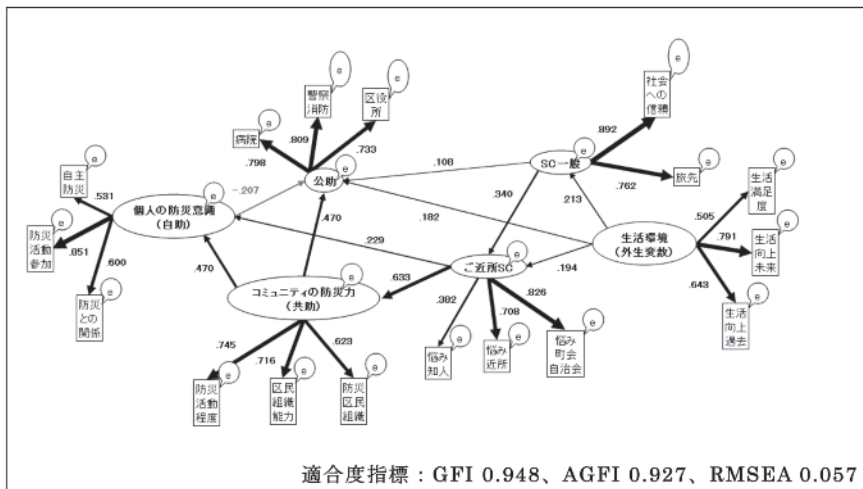 社会
への
信頼
e
警察
消防
e
区役
所
e
病院
e
.892
.809
.798
.733
SC一般
e
.108
旅先
e
.762
自主
防災
e
.531
公助
e
-.207
個人の防災意識
(自助)
e
.340
.213
生活
満足
度
e
.505
.470
.182
生活環境
(外生変数)
e
.791
生活
向上
未来
e
防災
活動
参加
e
.851
.600
.229
ご近所SC
e
.194
.643
.470
コミュニティの防災力
(共助)
e
.633
防災
との
関係
e
.382
.708
.826
生活
向上
過去
e
.745
.716
.623
悩み
知人
e
悩み
近所
e
悩み
町会
自治会
e
防災
活動
程度
e
区民
組織
能力
e
防災
区民
組織
e
適合度指標：GFI 0.948、AGFI 0.927、RMSEA 0.057